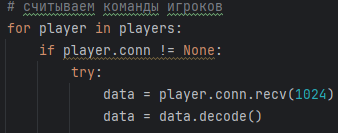 # считываем команды игроков
for player in players:
    if player.conn != None:
        try:
            data = player.conn.recv(1024)
            data = data.decode()